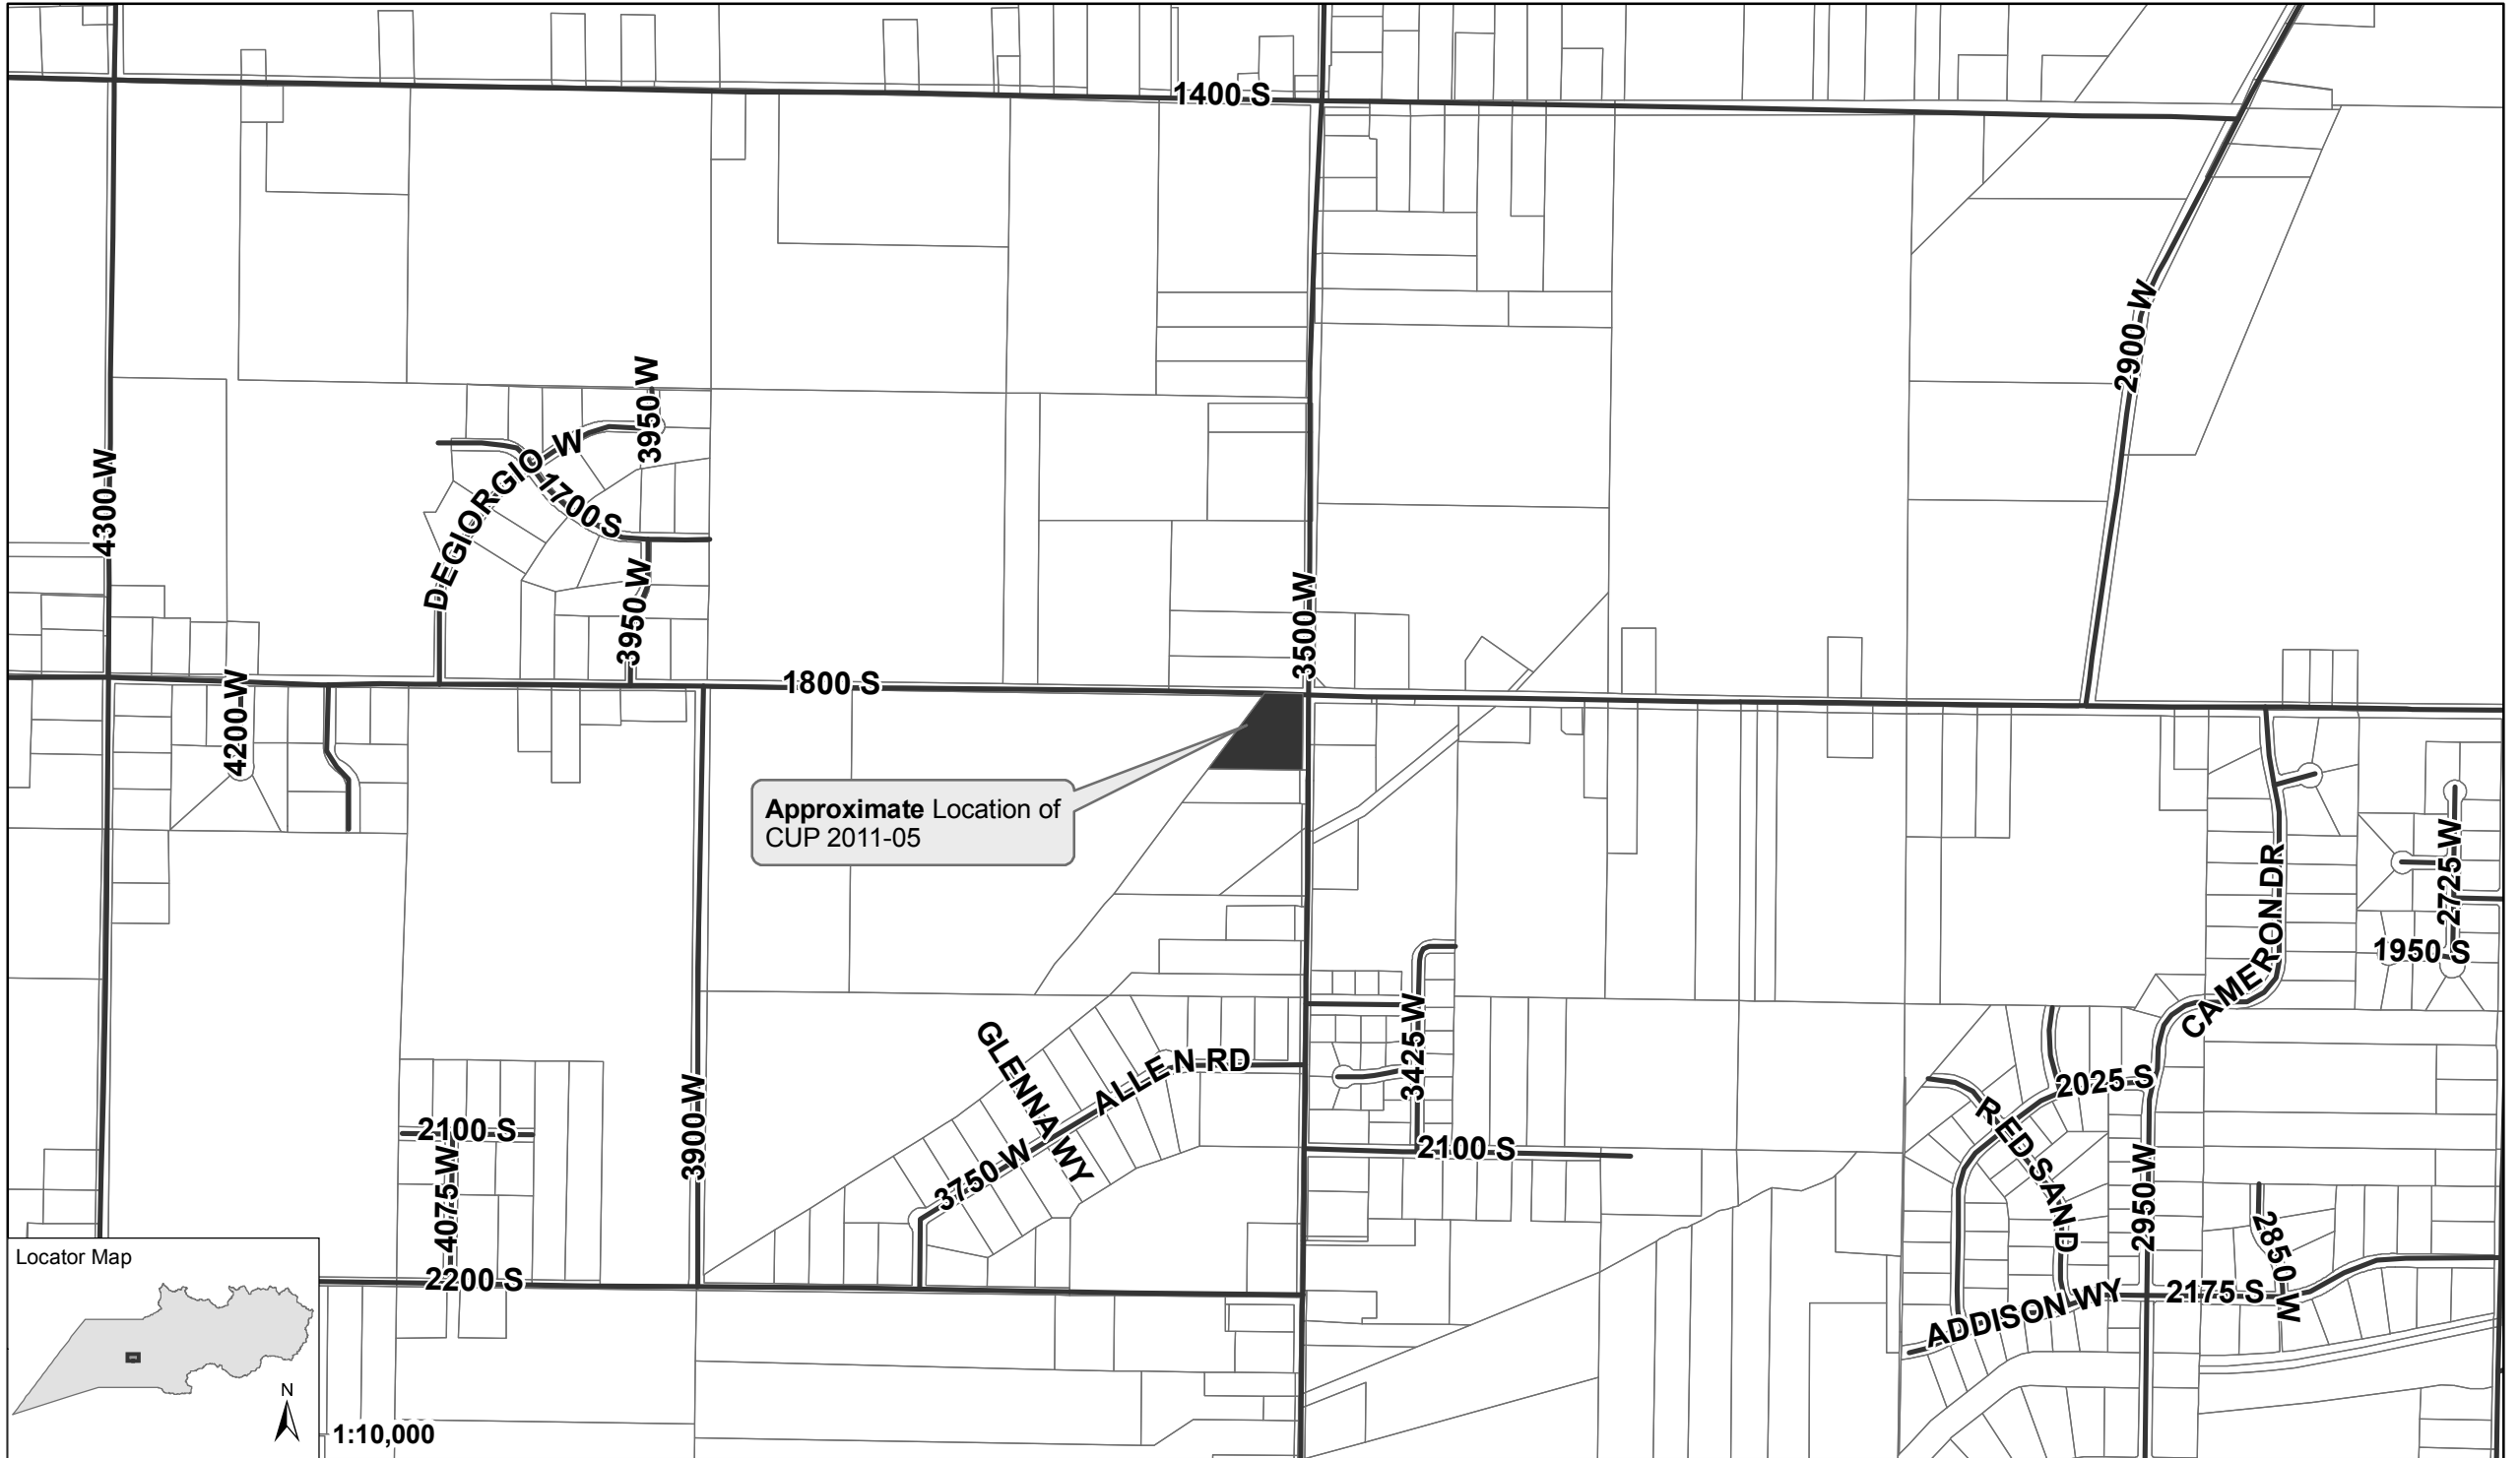 1400 S
2900 W
3950 W
DEGIORGIO W
4300 W
1700 S
3950 W
3500 W
1800 S
4200 W
Approximate Location of
CUP 2011-05
CAMERON DR
2725 W
1950 S
3425 W
GLENNA WY
ALLEN RD
3900 W
2025 S
RED SAND
2100 S
2100 S
4075 W
3750 W
2950 W
2850 W
2200 S
2175 S
ADDISON WY
Locator Map
N
1:10,000